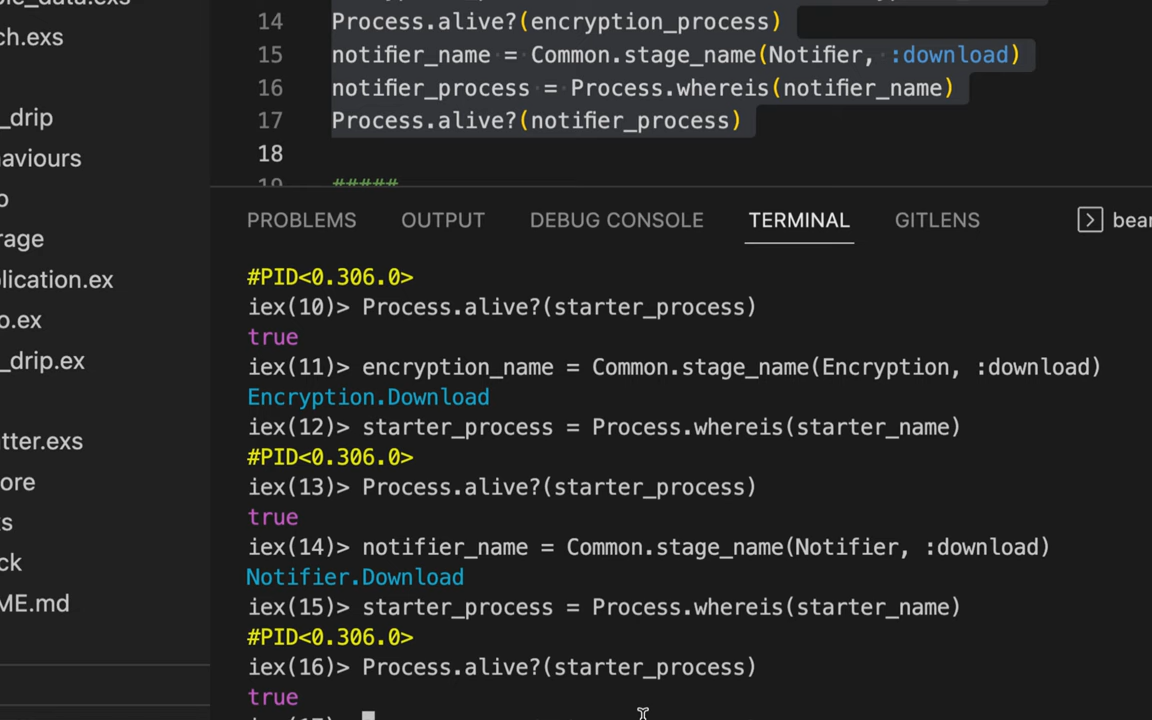 ple_data.exs
ch.exs
_drip
aviours
o
rage
lication.ex
o.ex
_drip.ex
tter.exs
ore
ts
ck
ME.md
14 Process.alive?(encryption_process)
15 notifier_name = Common.stage_name(Notifier, :download)
16 notifier_process = Process.whereis(notifier_name)
17 Process.alive?(notifier_process)
18
19 #####
PROBLEMS OUTPUT DEBUG CONSOLE TERMINAL GITLENS bear
#PID<0.306.0>
iex(10)> Process.alive?(starter_process)
true
iex(11)> encryption_name = Common.stage_name(Encryption, :download)
Encryption.Download
iex(12)> starter_process = Process.whereis(starter_name)
#PID<0.306.0>
iex(13)> Process.alive?(starter_process)
true
iex(14)> notifier_name = Common.stage_name(Notifier, :download)
Notifier.Download
iex(15)> starter_process = Process.whereis(starter_name)
#PID<0.306.0>
iex(16)> Process.alive?(starter_process)
true